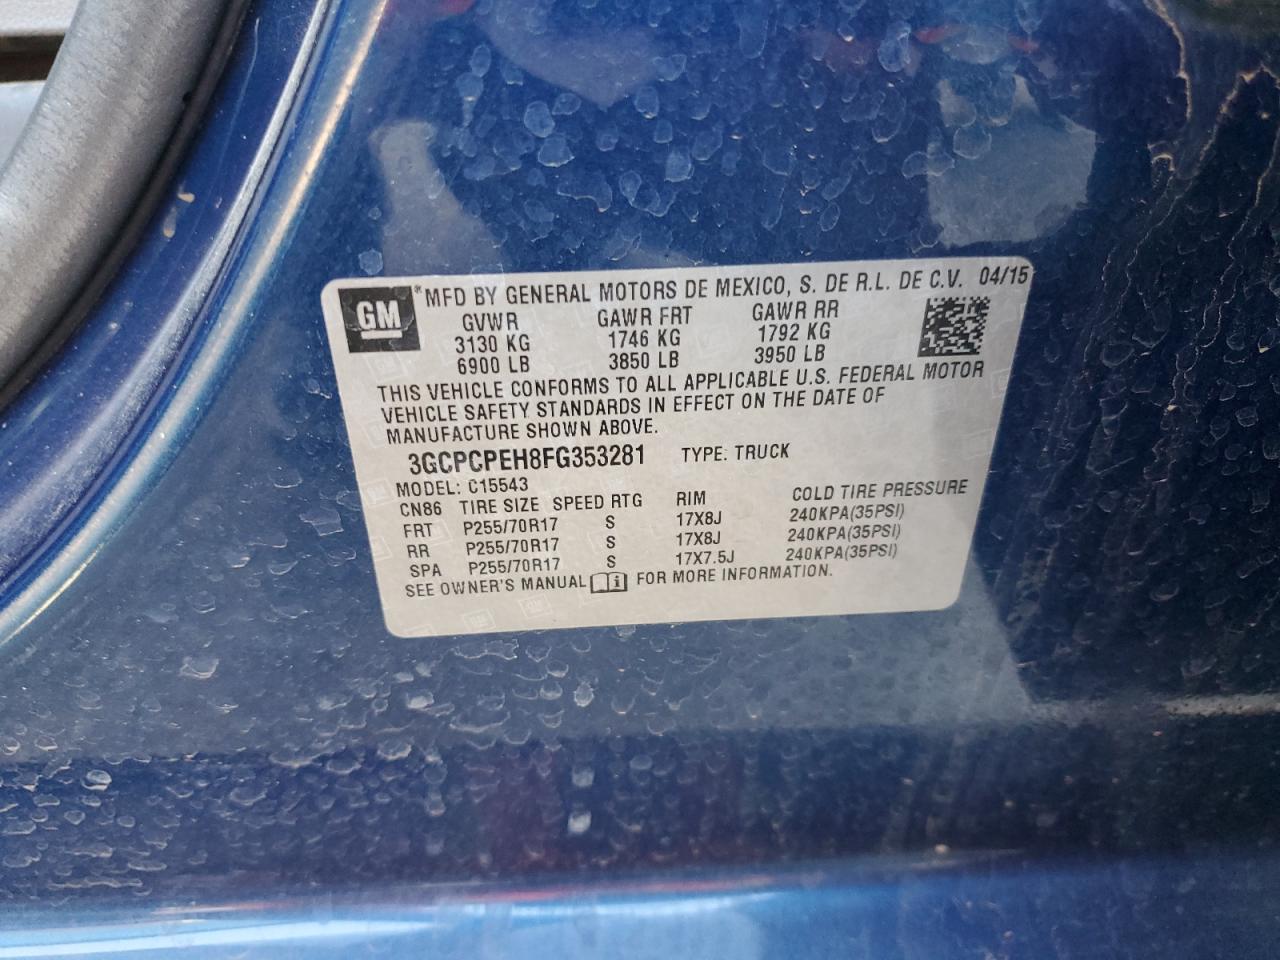 GM
*MFD BY GENERAL MOTORS DE MEXICO, S. DE R.L. DE C.V. 04/15
GVWR GAWR FRT GAWR RR
3130 KG 1746 KG 1792 KG
6900 LB 3850 LB 3950 LB
THIS VEHICLE CONFORMS TO ALL APPLICABLE U.S. FEDERAL MOTOR
VEHICLE SAFETY STANDARDS IN EFFECT ON THE DATE OF
MANUFACTURE SHOWN ABOVE.
3GCPCPEH8FG353281 TYPE: TRUCK
MODEL: C15543
CN86 TIRE SIZE SPEED RTG RIM COLD TIRE PRESSURE
FRT P255/70R17 S 17X8J 240KPA(35PSI)
RR P255/70R17 S 17X8J 240KPA(35PSI)
SPA P255/70R17 S 17X7.5J 240KPA(35PSI)
SEE OWNER'S MANUAL FOR MORE INFORMATION.